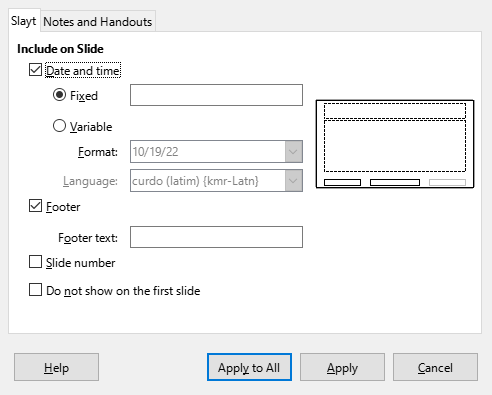 Slayt Notes and Handouts
Include on Slide
Date and time
Fixed
Variable
Format: 10/19/22
Language: curdo (latim) {kmr-Latn}
Footer
Footer text:
Slide number
Do not show on the first slide
Help Apply to All Apply Cancel